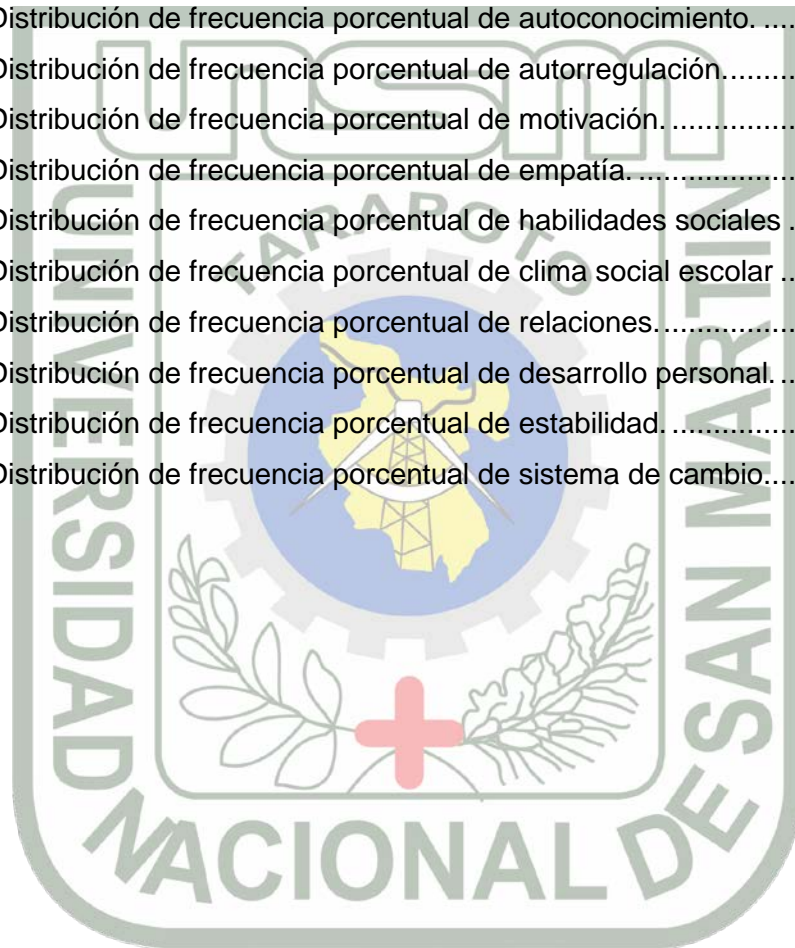 Distribución de frecuencia porcentual de autoconocimiento. ....
Distribución de frecuencia porcentual de autorregulación.........
Distribución de frecuencia porcentual de motivación. ...............
Distribución de frecuencia porcentual de empatía. ...................
Distribución de frecuencia porcentual de habilidades sociales .
Distribución de frecuencia porcentual de clima social escolar ..
Distribución de frecuencia porcentual de relaciones.................
Distribución de frecuencia porcentual de desarrollo personal. ..
Distribución de frecuencia porcentual de estabilidad. ...............
Distribución de frecuencia porcentual de sistema de cambio....
unsm
TARAPOTO
UNIVERSIDAD
NACIONAL DE
SAN MARTIN